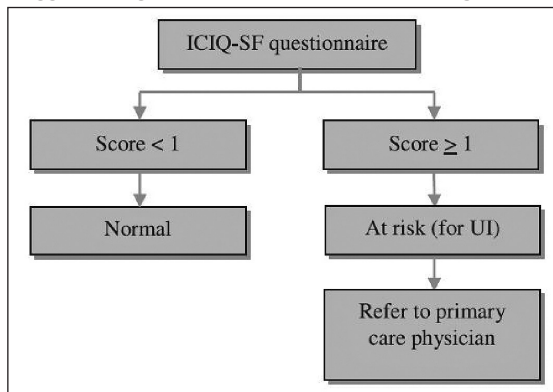 ICIQ-SF questionnaire
Score < 1
Score ≥ 1
Normal
At risk (for UI)
Refer to primary
care physician